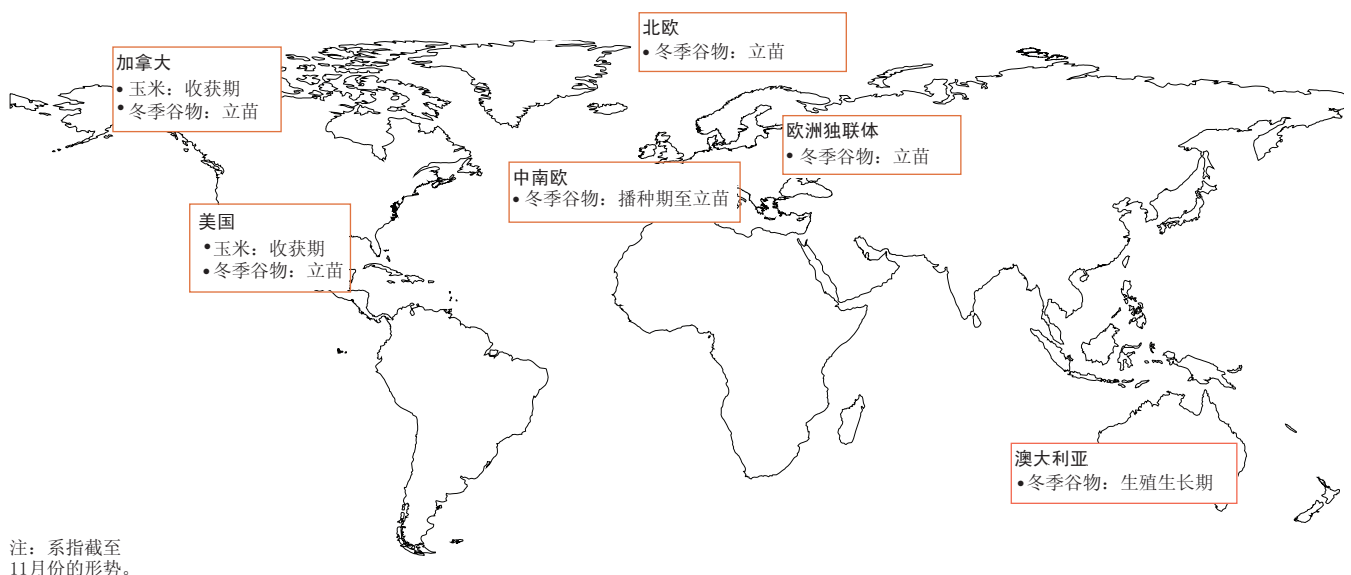 北欧
• 冬季谷物：立苗
加拿大
• 玉米：收获期
• 冬季谷物：立苗
欧洲独联体
• 冬季谷物：立苗
中南欧
• 冬季谷物：播种期至立苗
美国
• 玉米：收获期
• 冬季谷物：立苗
澳大利亚
• 冬季谷物：生殖生长期
注：系指截至
11月份的形势。